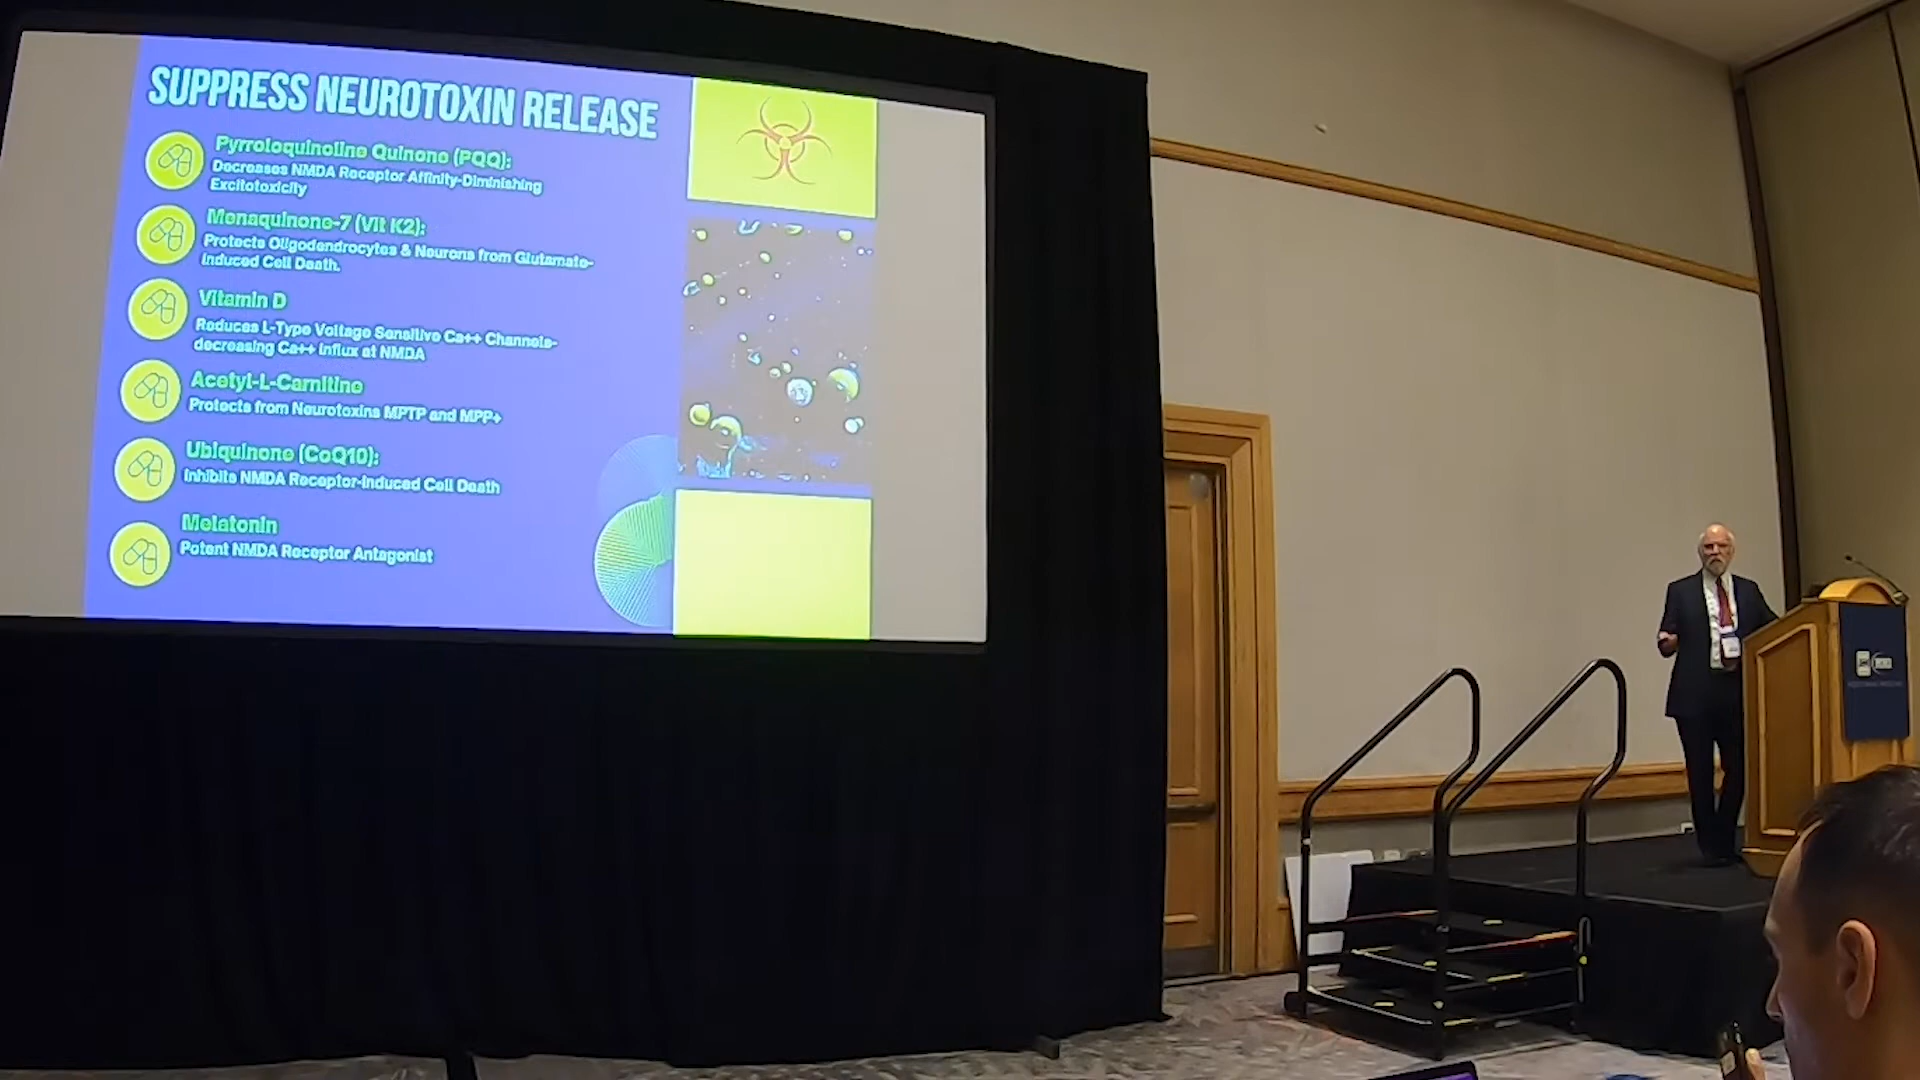 SUPPRESS NEUROTOXIN RELEASE
Pyrroloquinoline Quinone (PQQ):
Decreases NMDA Receptor Affinity-Diminishing
Excitotoxicity
Menaquinone-7 (Vit K2):
Protects Oligodendrocytes & Neurons from Glutamate-
Induced Cell Death.
Vitamin D
Reduces L-Type Voltage Sensitive Ca++ Channels-
decreasing Ca++ Influx at NMDA
Acetyl-L-Carnitine
Protects from Neurotoxins MPTP and MPP+
Ubiquinone (CoQ10):
Inhibits NMDA Receptor-Induced Cell Death
Melatonin
Potent NMDA Receptor Antagonist